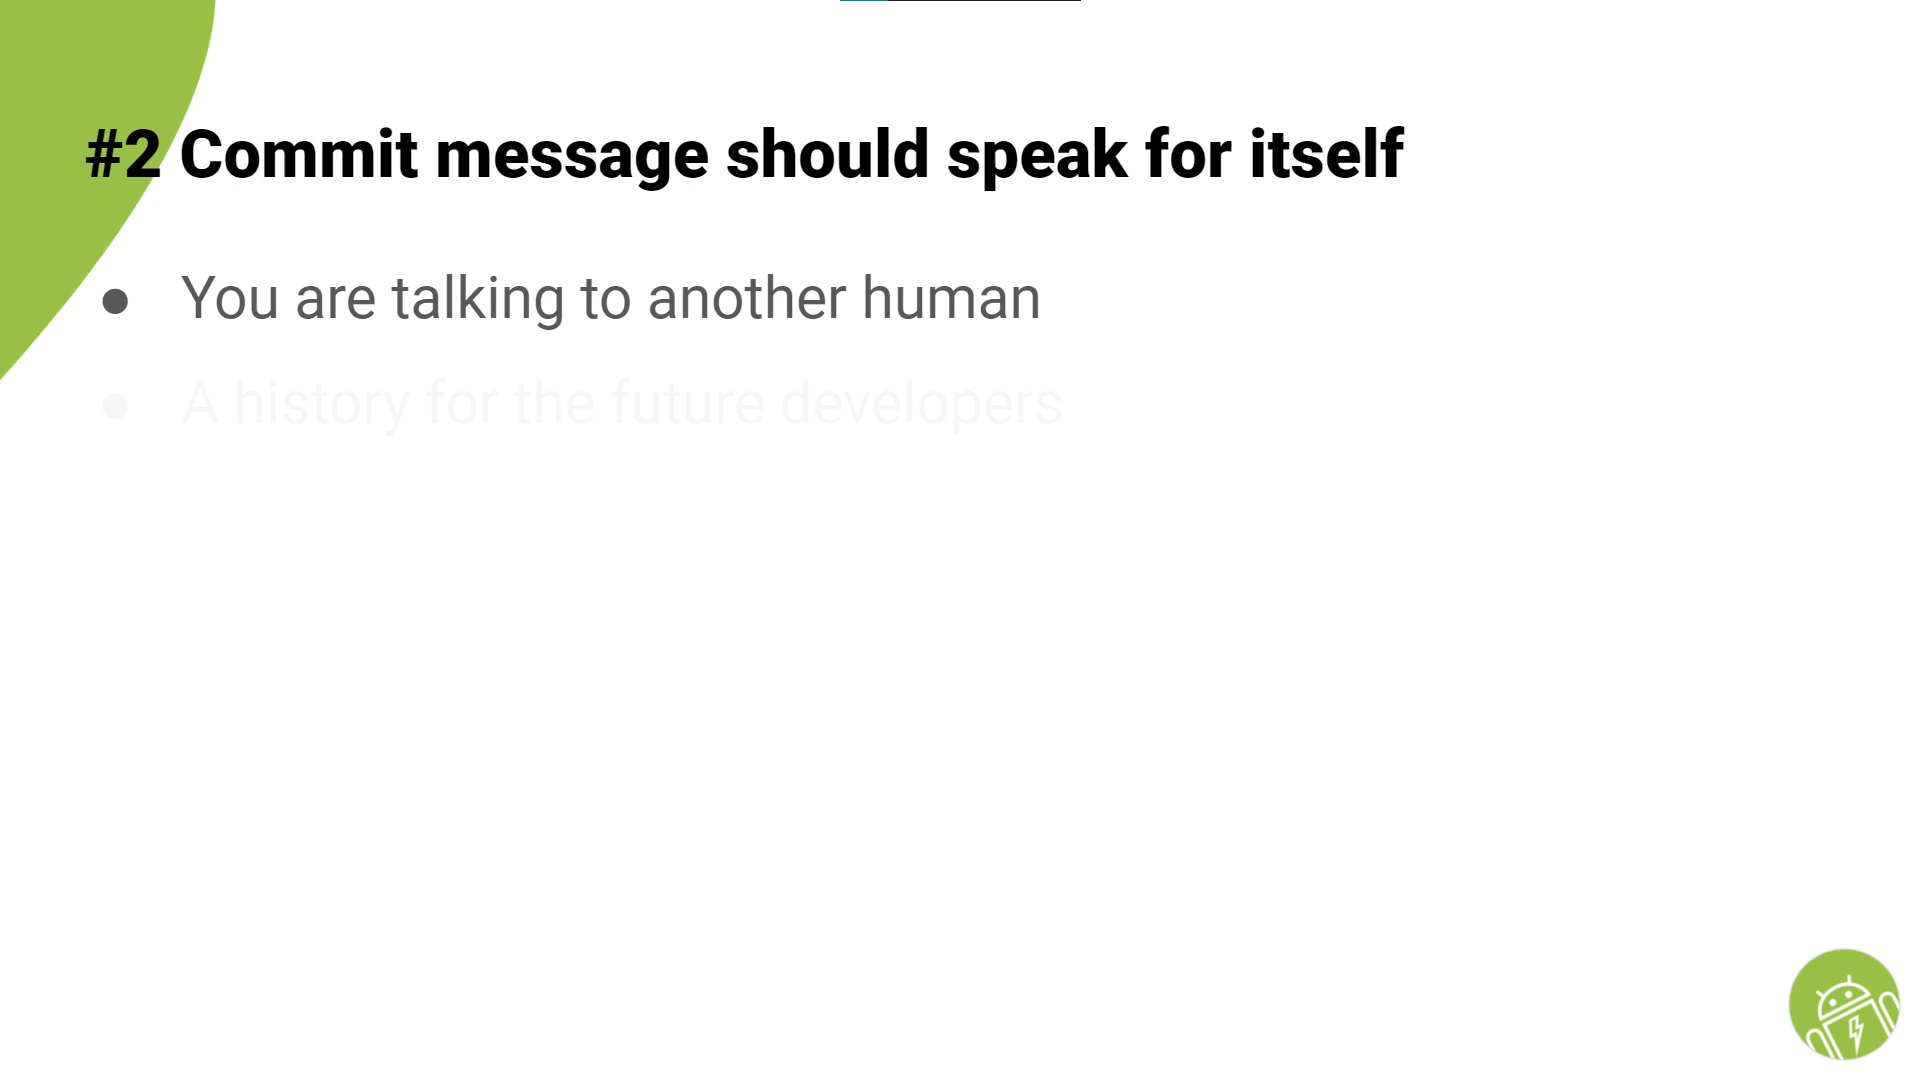 #2 Commit message should speak for itself
● You are talking to another human
● A history for the future developers